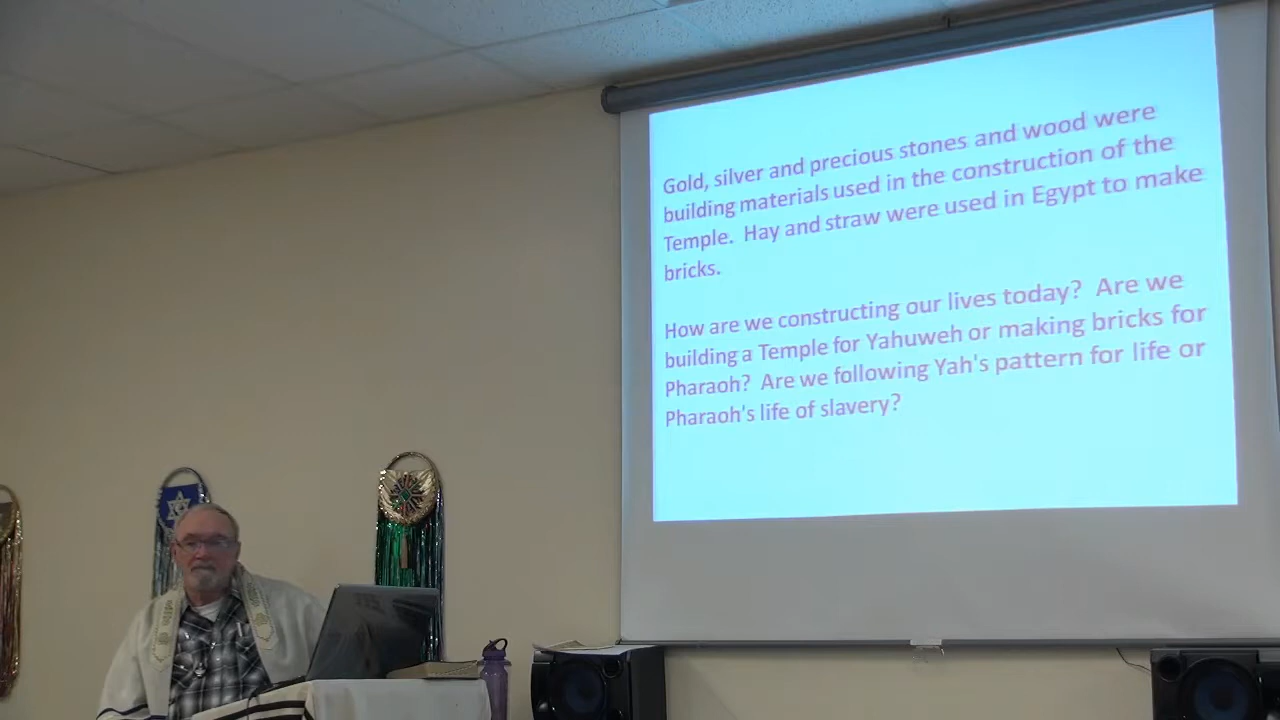 Gold, silver and precious stones and wood were
building materials used in the construction of the
Temple.  Hay and straw were used in Egypt to make
bricks.
How are we constructing our lives today?  Are we
building a Temple for Yahuweh or making bricks for
Pharaoh?  Are we following Yah's pattern for life or
Pharaoh's life of slavery?